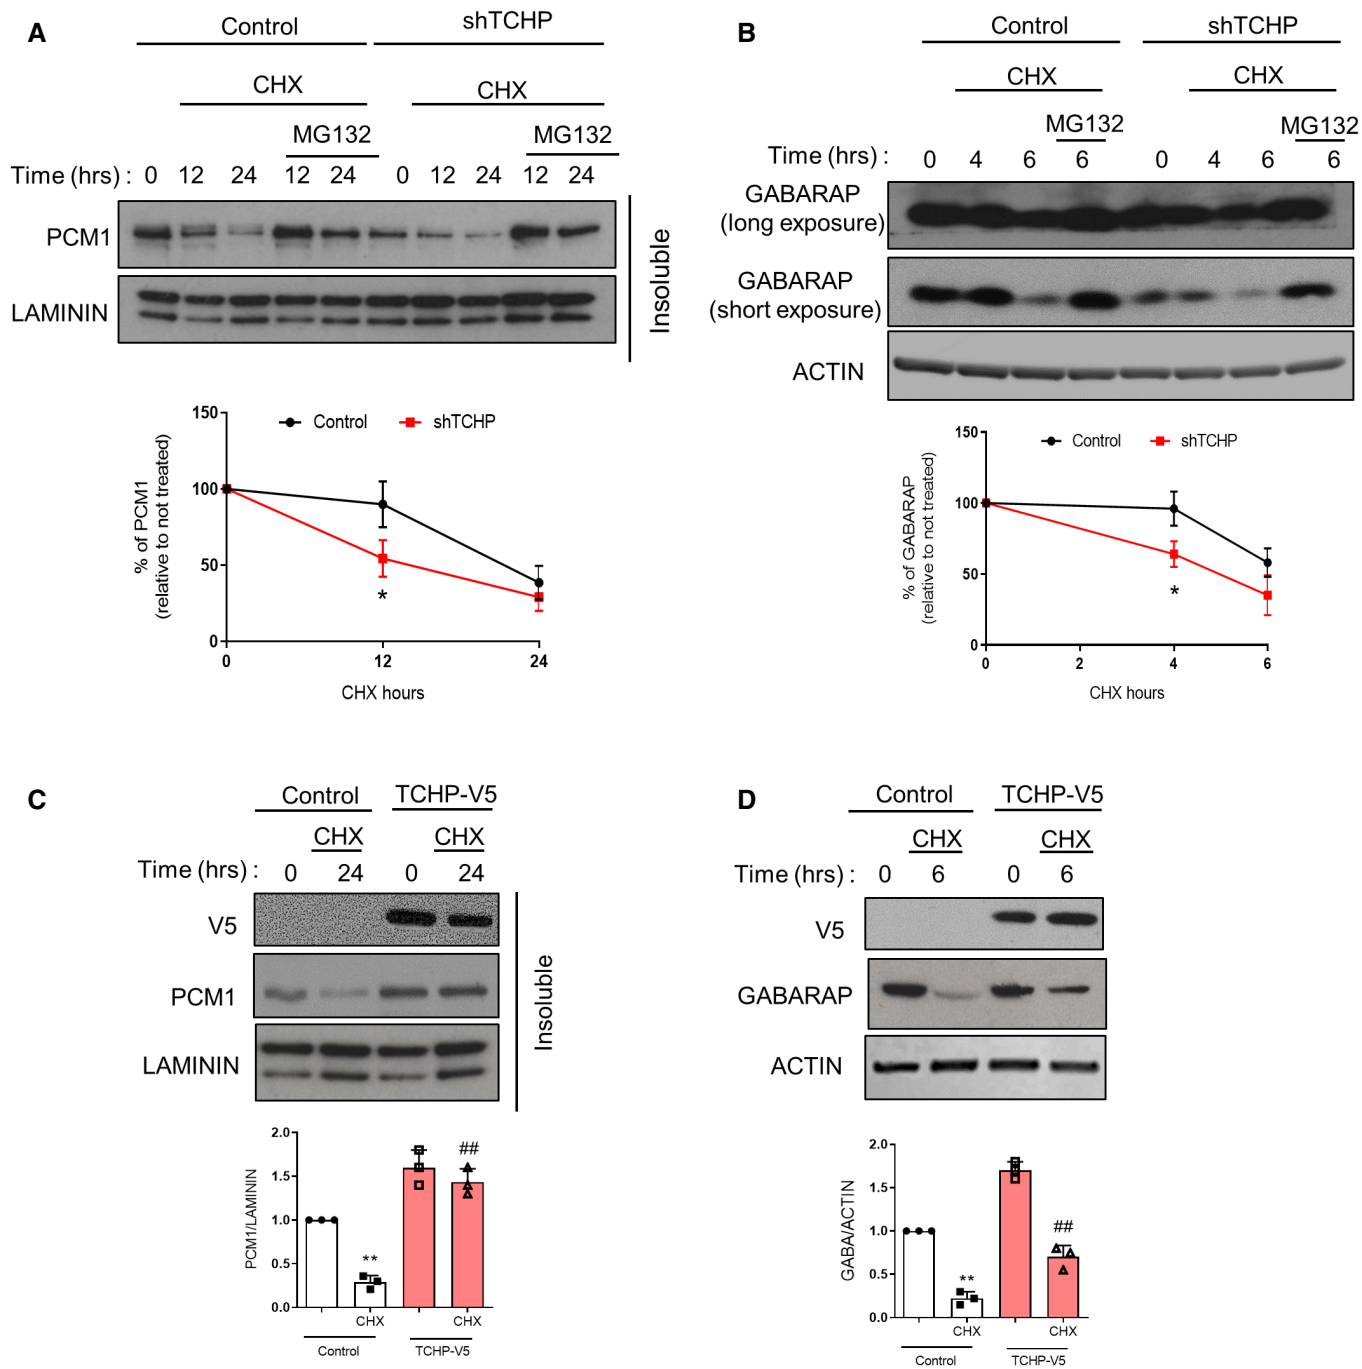 A
Control shTCHP
CHX CHX
MG132 MG132
Time (hrs) : 0 12 24 12 24 0 12 24 12 24
PCM1
LAMININ
Insoluble
150
100
50
0
% of PCM1
(relative to not treated)
Control shTCHP
*
0 12 24
CHX hours
B
Control shTCHP
CHX CHX
MG132 MG132
Time (hrs) : 0 4 6 6 0 4 6 6
GABARAP
(long exposure)
GABARAP
(short exposure)
ACTIN
150
100
50
0
% of GABARAP
(relative to not treated)
Control shTCHP
*
0 2 4 6
CHX hours
C
Control TCHP-V5
CHX CHX
Time (hrs) : 0 24 0 24
V5
PCM1
LAMININ
Insoluble
2.0
1.5
1.0
0.5
0.0
PCM1/LAMININ
**
##
CHX CHX
Control TCHP-V5
D
Control TCHP-V5
CHX CHX
Time (hrs) : 0 6 0 6
V5
GABARAP
ACTIN
2.0
1.5
1.0
0.5
0.0
GABA/ACTIN
**
##
CHX CHX
Control TCHP-V5